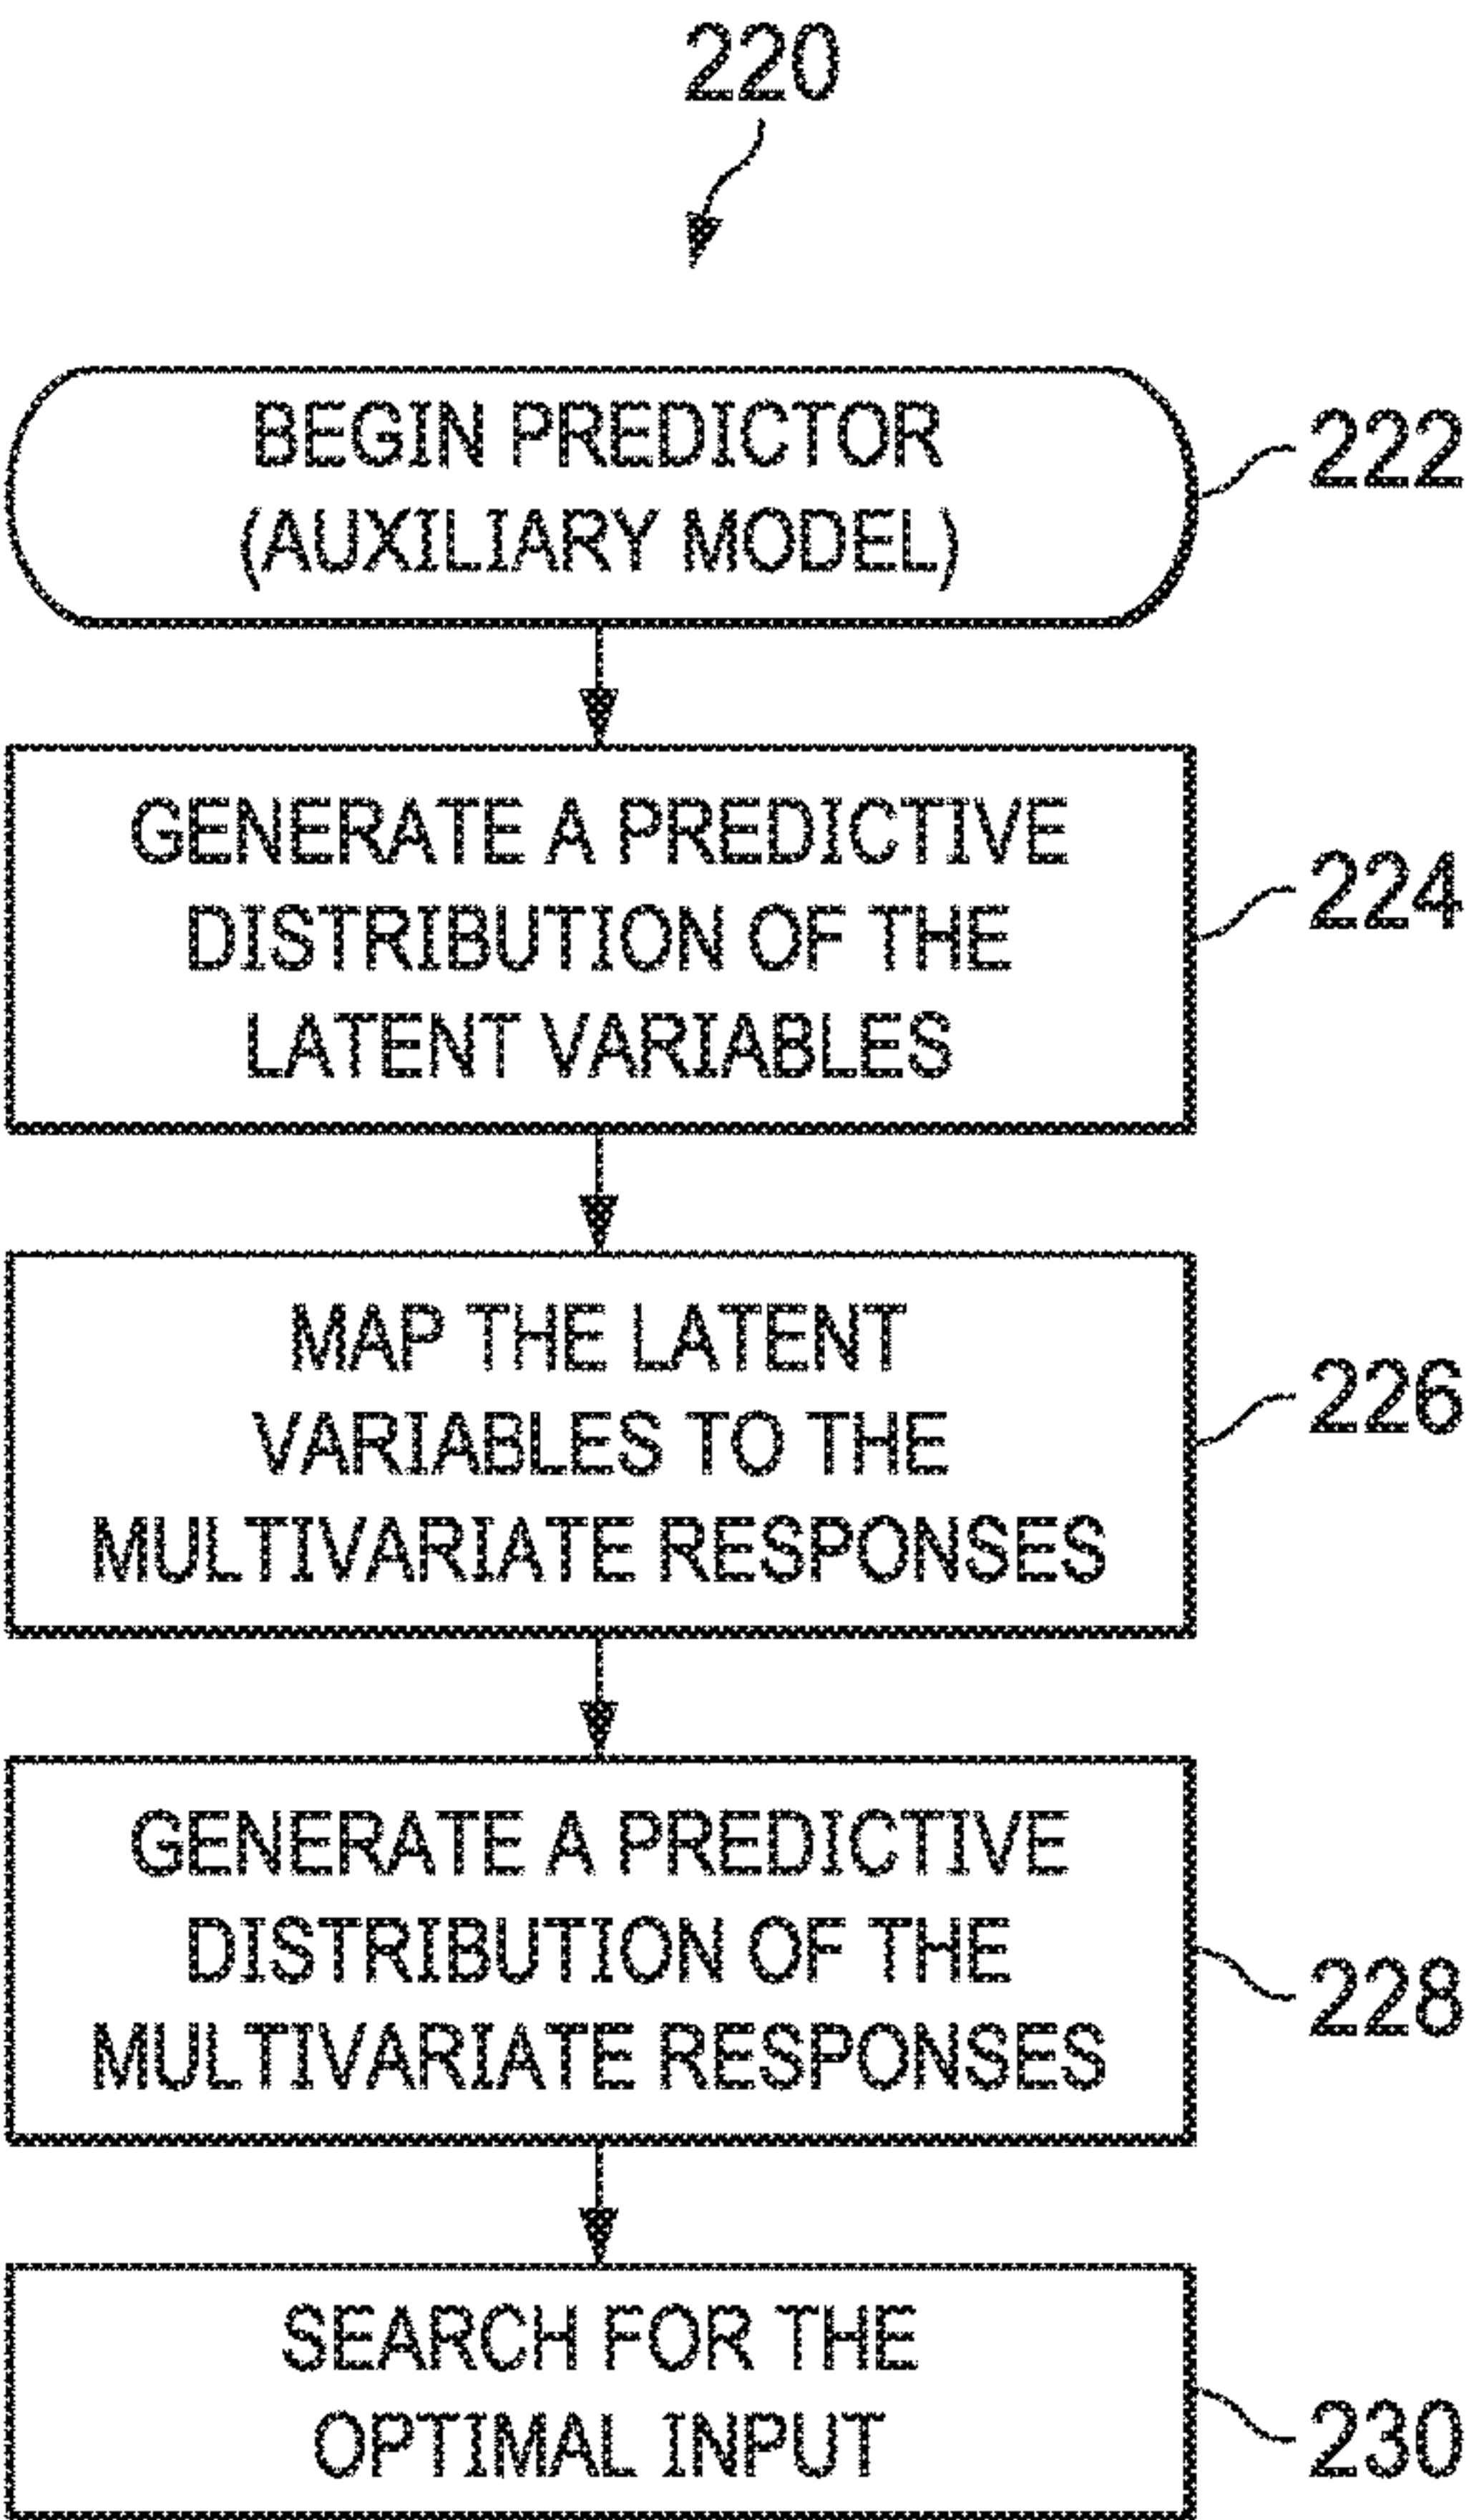 220
BEGIN PREDICTOR
(AUXILIARY MODEL)
222
GENERATE A PREDICTIVE
DISTRIBUTION OF THE
LATENT VARIABLES
224
MAP THE LATENT
VARIABLES TO THE
MULTIVARIATE RESPONSES
226
GENERATE A PREDICTIVE
DISTRIBUTION OF THE
MULTIVARIATE RESPONSES
228
SEARCH FOR THE
OPTIMAL INPUT
230